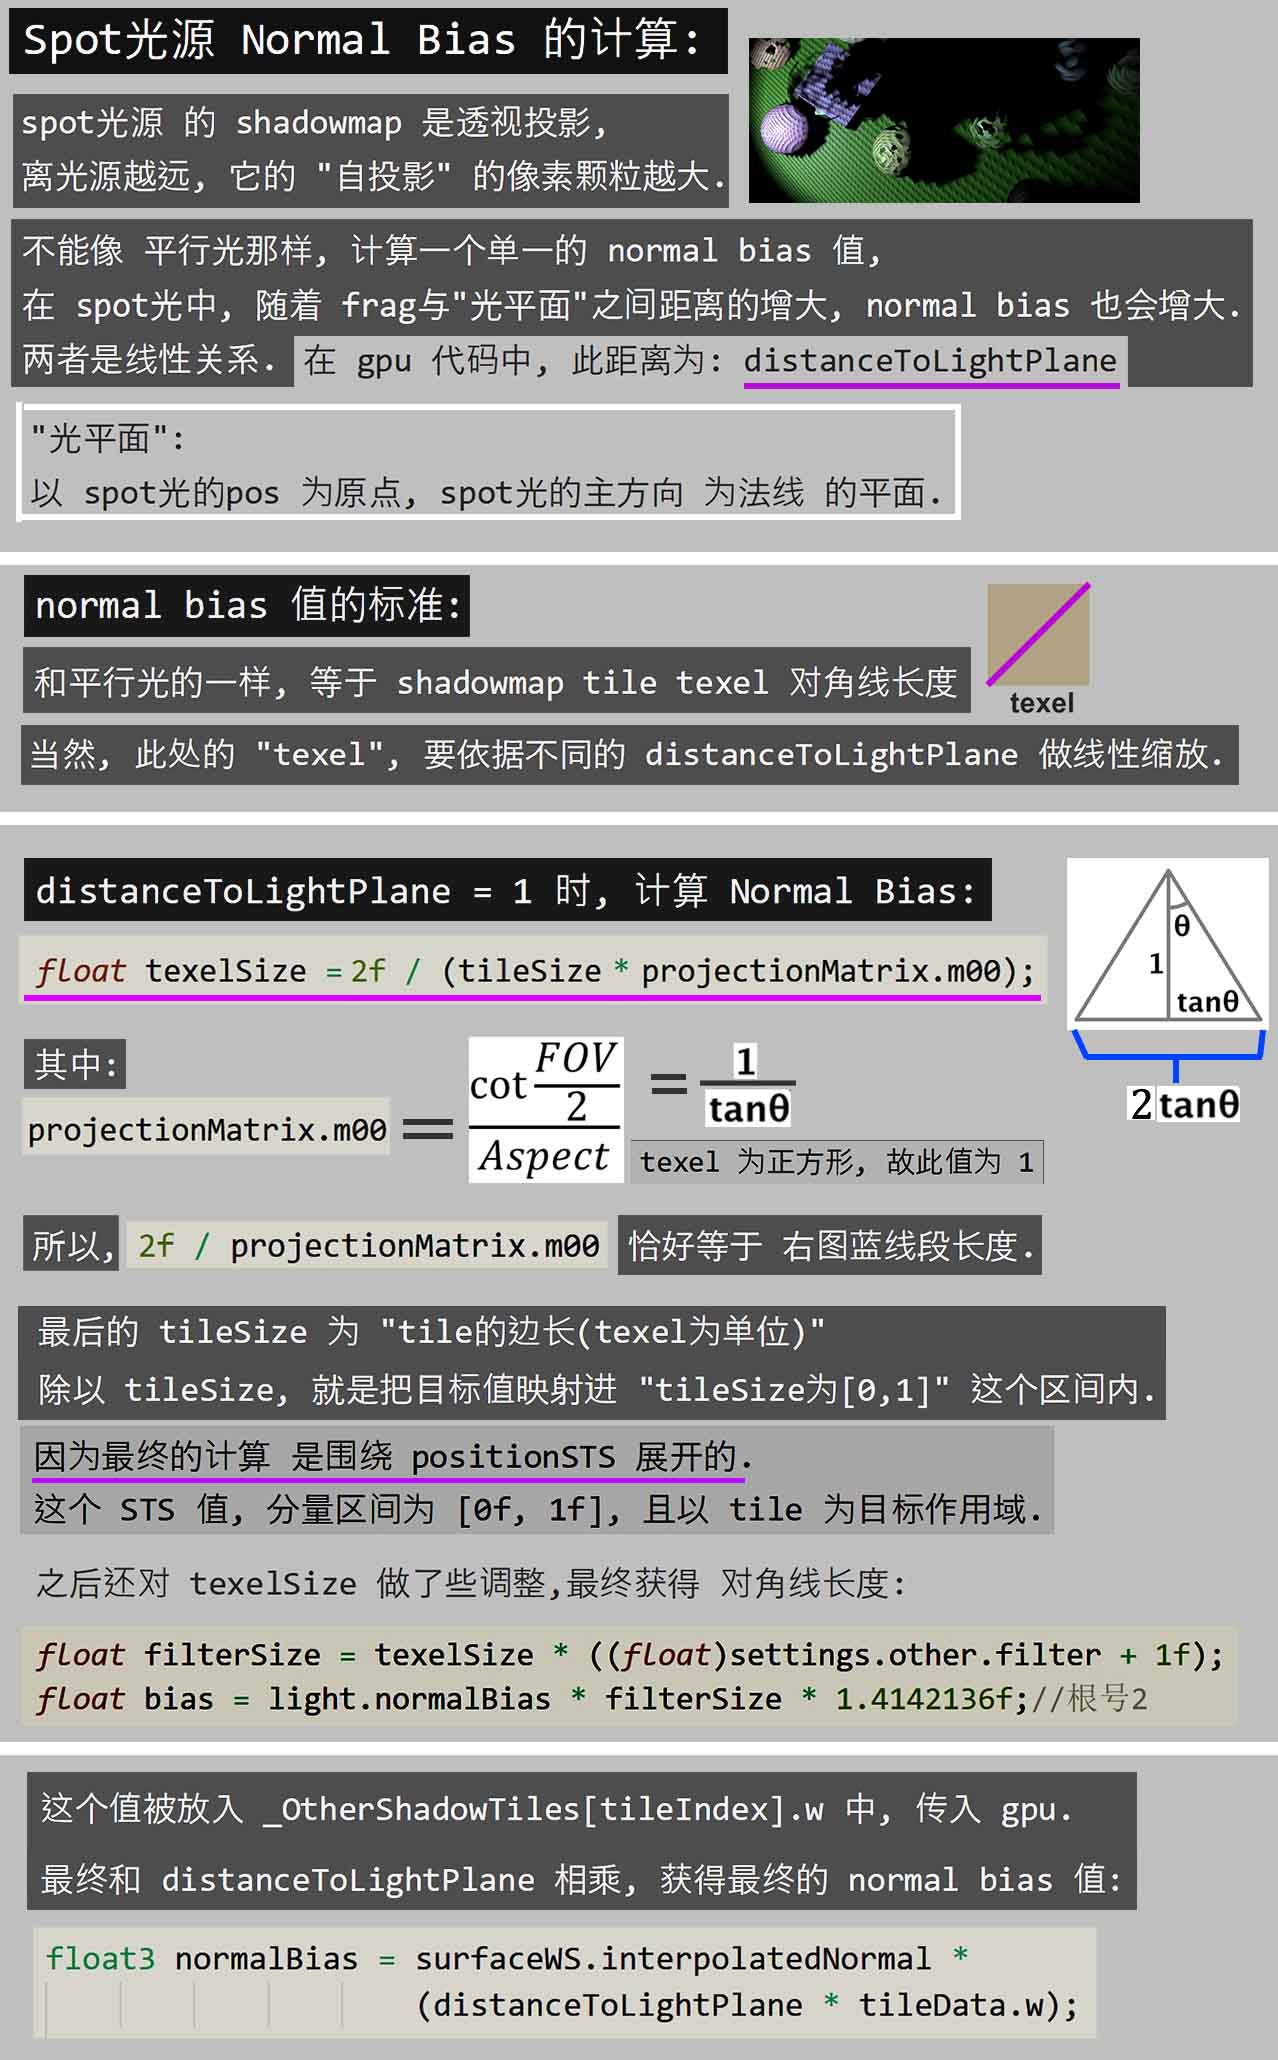 Spot光源 Normal Bias 的计算:
spot光源 的 shadowmap 是透视投影,
离光源越远, 它的 "自投影" 的像素颗粒越大.
不能像 平行光那样, 计算一个单一的 normal bias 值,
在 spot光中, 随着 frag与"光平面"之间距离的增大, normal bias 也会增大.
两者是线性关系. 在 gpu 代码中, 此距离为: distanceToLightPlane
"光平面":
以 spot光的pos 为原点, spot光的主方向 为法线 的平面.
normal bias 值的标准:
和平行光的一样, 等于 shadowmap tile texel 对角线长度
texel
当然, 此处的 "texel", 要依据不同的 distanceToLightPlane 做线性缩放.
distanceToLightPlane = 1 时, 计算 Normal Bias:
float texelSize = 2f / (tileSize * projectionMatrix.m00);
θ
1
tanθ
2tanθ
其中:
projectionMatrix.m00 = cot FOV/2 / Aspect = 1/tanθ
texel 为正方形, 故此值为 1
所以, 2f / projectionMatrix.m00 恰好等于 右图蓝线段长度.
最后的 tileSize 为 "tile的边长(texel为单位)"
除以 tileSize, 就是把目标值映射进 "tileSize为[0,1]" 这个区间内.
因为最终的计算 是围绕 positionSTS 展开的.
这个 STS 值, 分量区间为 [0f, 1f], 且以 tile 为目标作用域.
之后还对 texelSize 做了些调整,最终获得 对角线长度:
float filterSize = texelSize * ((float)settings.other.filter + 1f);
float bias = light.normalBias * filterSize * 1.4142136f;//根号2
这个值被放入 _OtherShadowTiles[tileIndex].w 中, 传入 gpu.
最终和 distanceToLightPlane 相乘, 获得最终的 normal bias 值:
float3 normalBias = surfaceWS.interpolatedNormal *
(distanceToLightPlane * tileData.w);